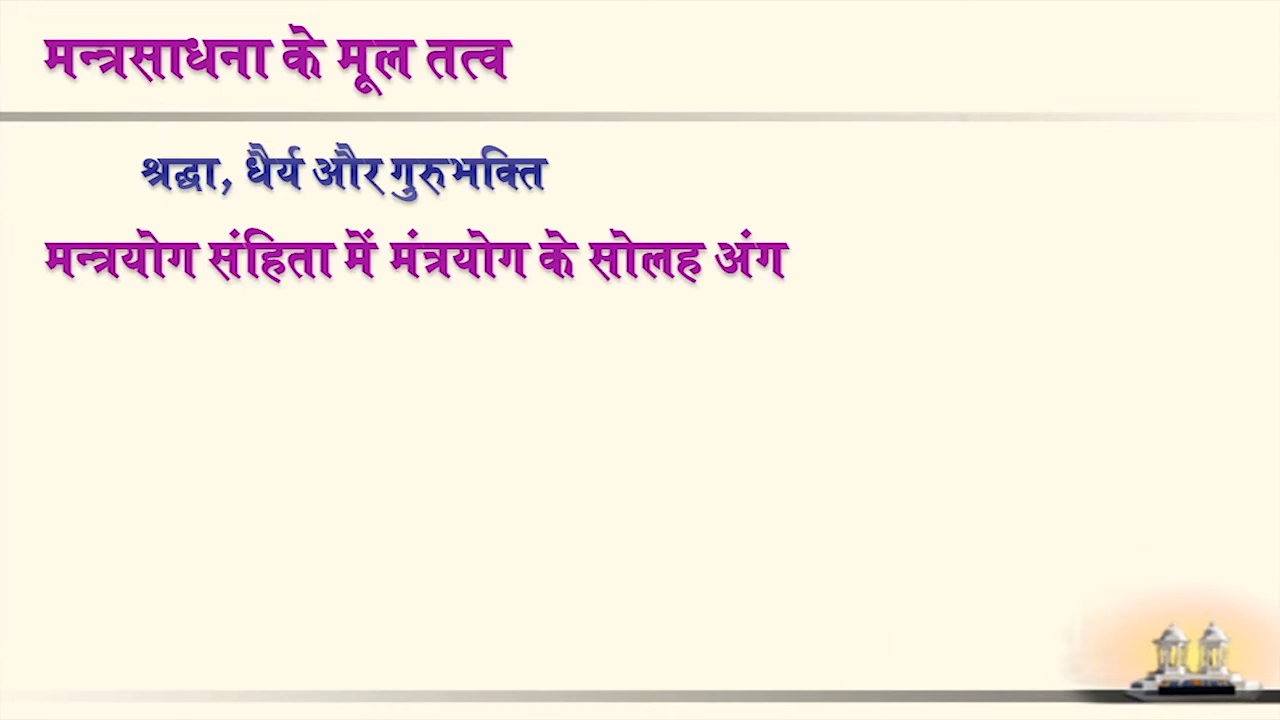 मन्त्रसाधना के मूल तत्व
श्रद्धा, धैर्य और गुरुभक्ति
मन्त्रयोग संहिता में मंत्रयोग के सोलह अंग